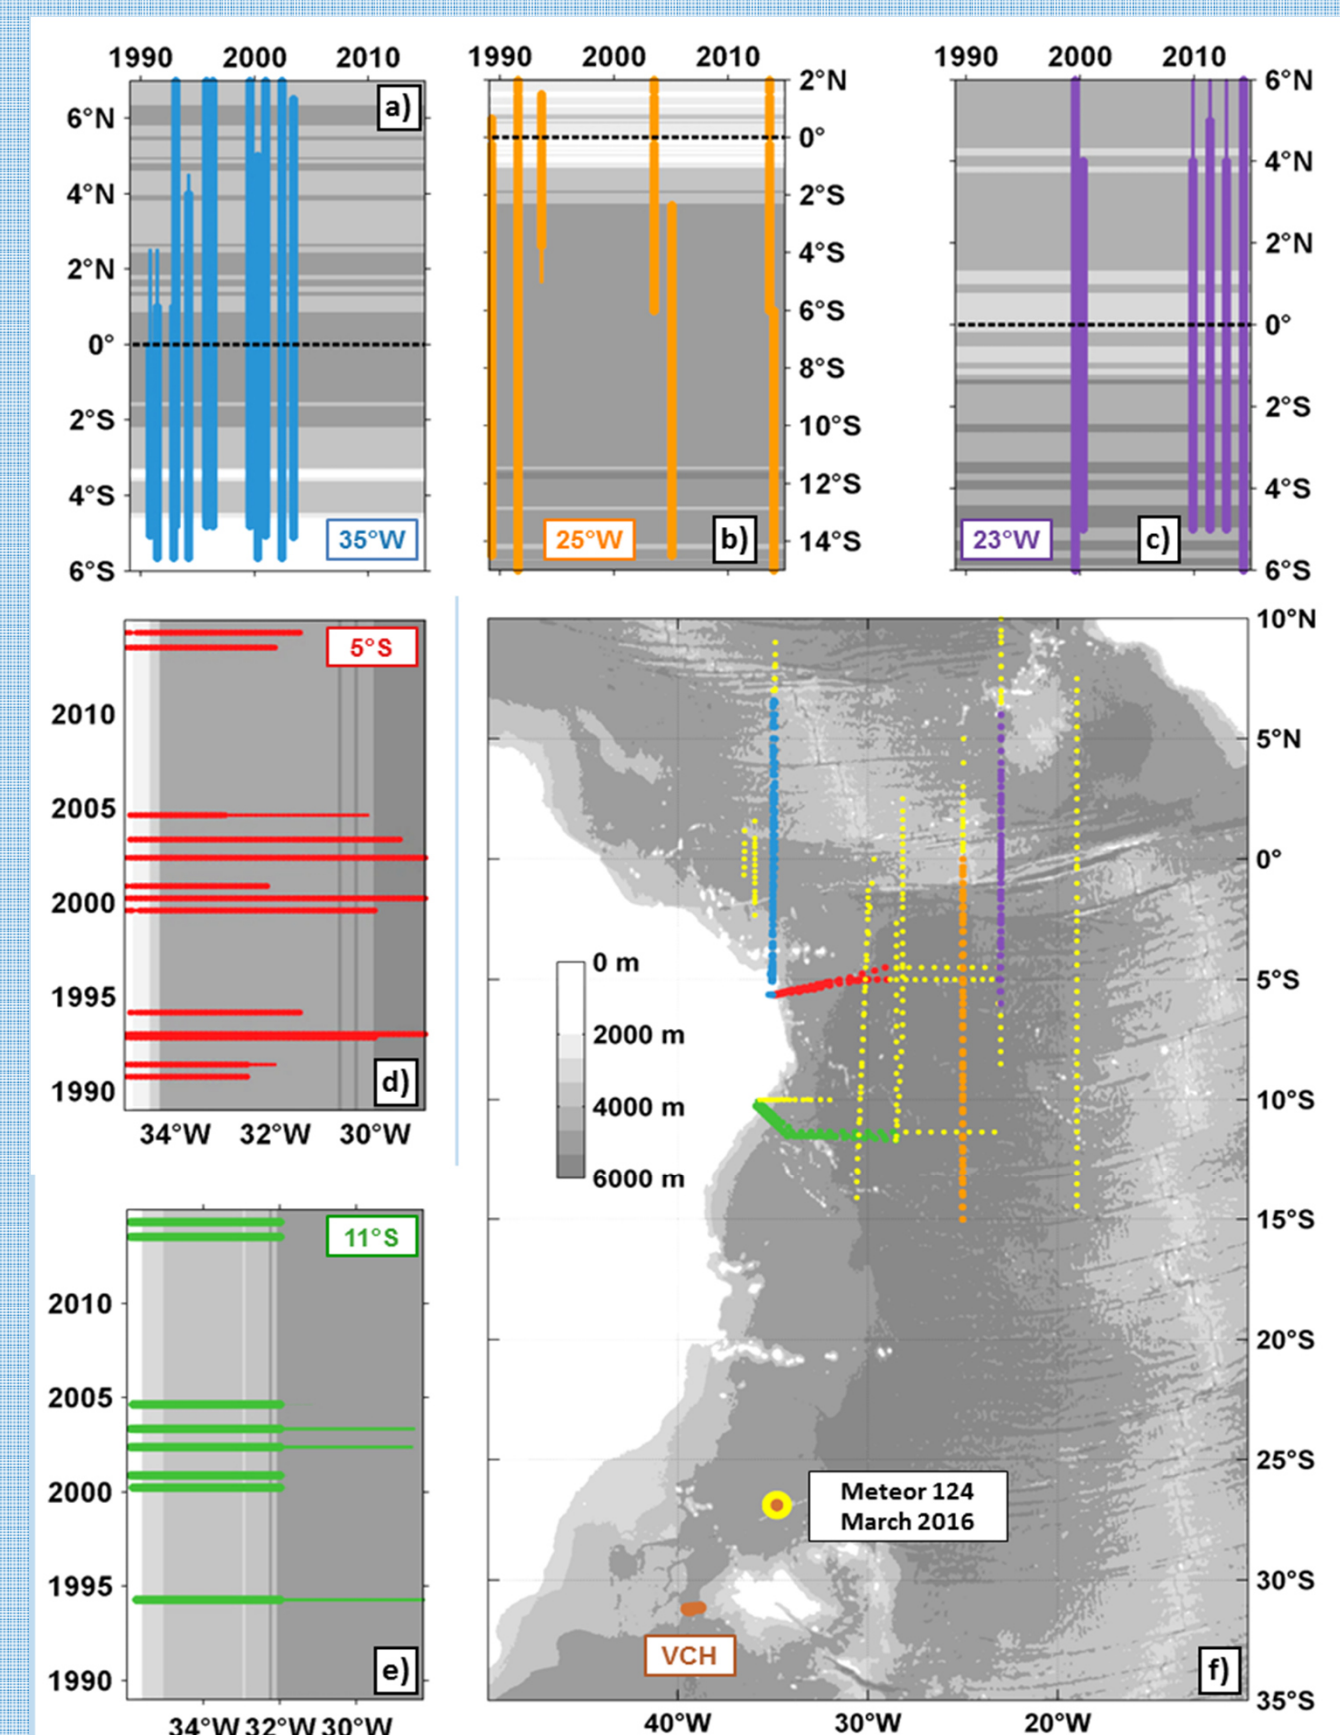 1990 2000 2010
6°N
4°N
2°N
0°
2°S
4°S
6°S
a)
35°W
1990 2000 2010
2°N
0°
2°S
4°S
6°S
8°S
10°S
12°S
14°S
25°W
b)
1990 2000 2010
6°N
4°N
2°N
0°
2°S
4°S
6°S
23°W
c)
5°S
2010
2005
2000
1995
1990
d)
34°W 32°W 30°W
11°S
2010
2005
2000
1995
1990
e)
34°W 32°W 30°W
10°N
5°N
0°
5°S
10°S
15°S
20°S
25°S
30°S
35°S
0 m
2000 m
4000 m
6000 m
Meteor 124
March 2016
VCH
f)
40°W 30°W 20°W